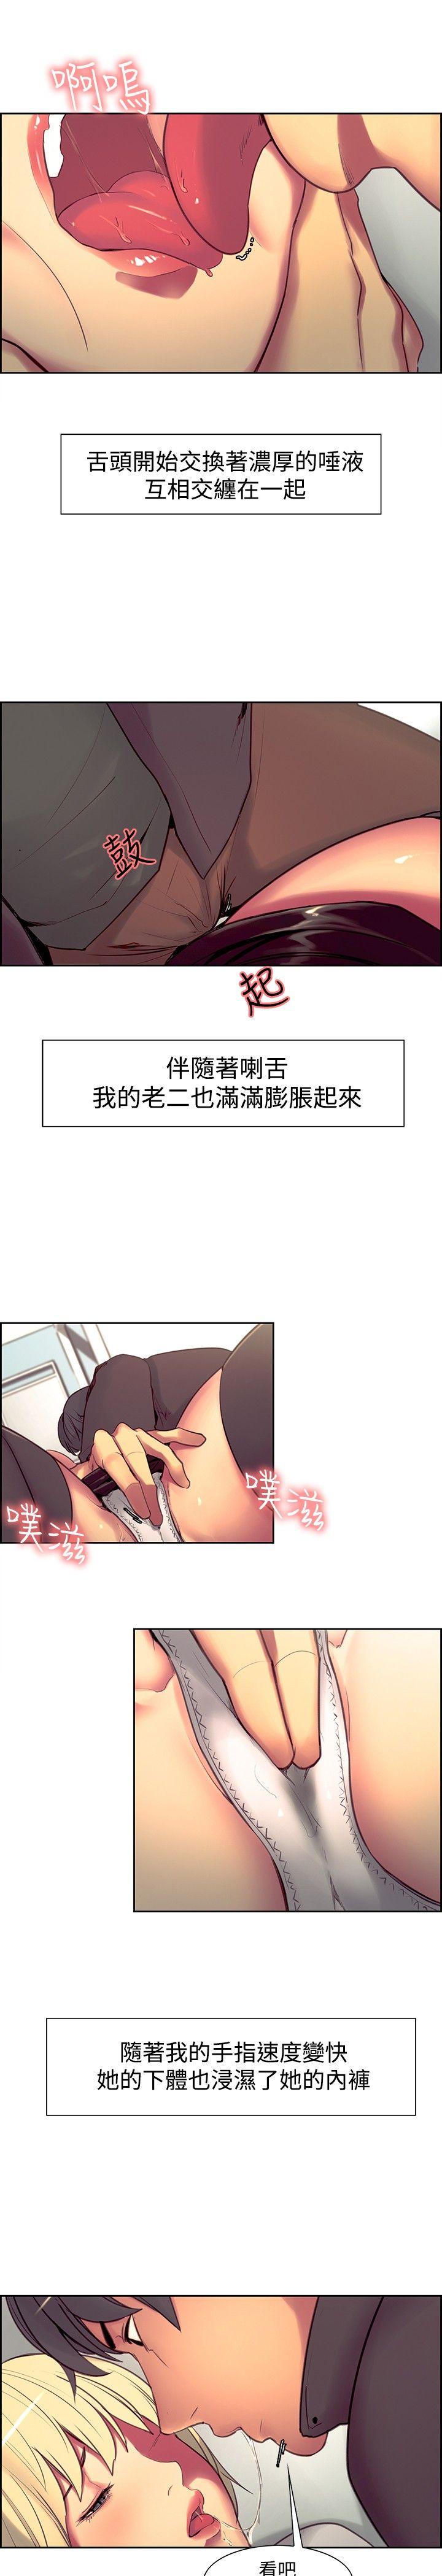 啊嗚
舌頭開始交換著濃厚的唾液
互相交纏在一起
鼓
起
伴隨著喇舌
我的老二也滿滿膨脹起來
噗滋
噗滋
隨著我的手指速度變快
她的下體也浸濕了她的內褲
看吧